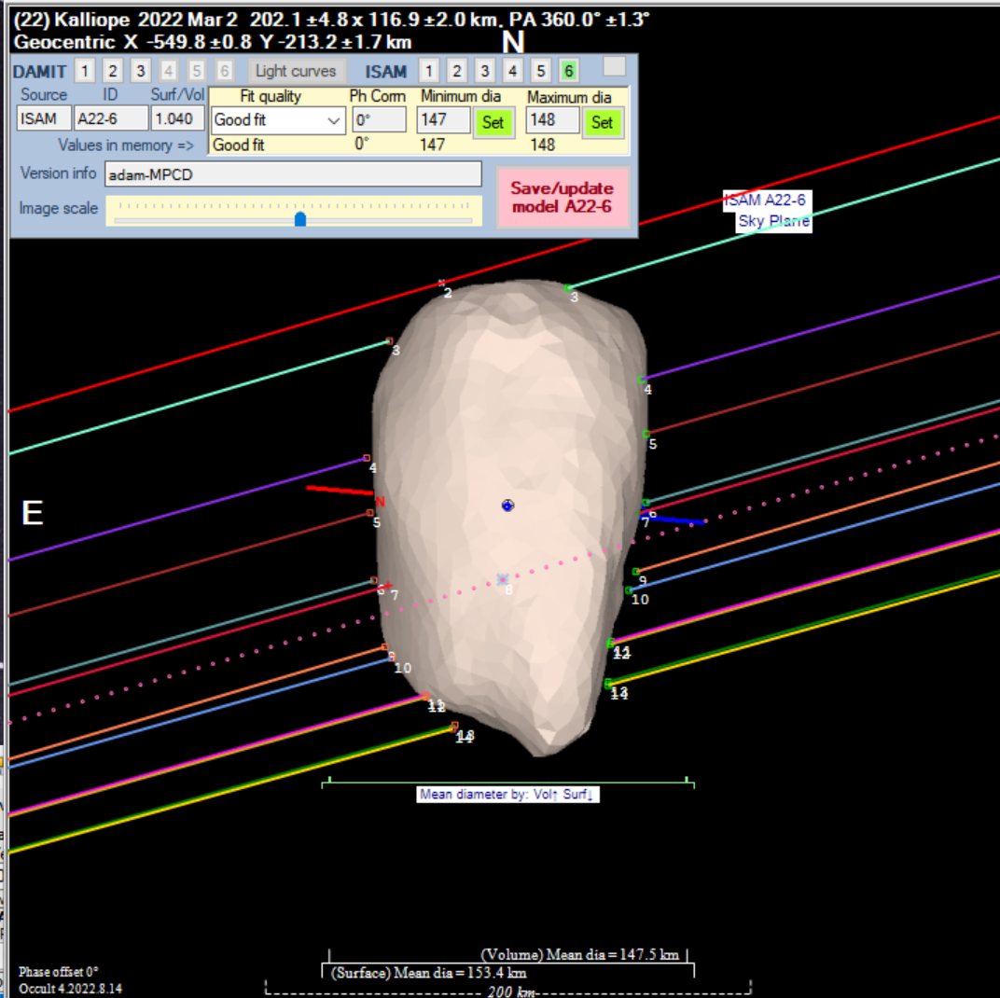 (22) Kalliope 2022 Mar 2 202.1 ±4.8 x 116.9 ±2.0 km, PA 360.0° ±1.3°
Geocentric X -549.8 ±0.8 Y -213.2 ±1.7 km
N
DAMIT 1 2 3 4 5 6 Light curves ISAM 1 2 3 4 5 6
Source ID Surf/Vol Fit quality Ph Corrn Minimum dia Maximum dia
ISAM A22-6 1.040 Good fit 0° 147 Set 148 Set
Values in memory => Good fit 0° 147 148
Version info adam-MPCD
Image scale
Save/update
model A22-6
ISAM A22-6
Sky Plane
2
3
3
4
4
5
E
N
5
6
7
6
7
8
9
10
9
10
11
12
11
12
13
14
13
14
Mean diameter by: Vol↑ Surf↓
(Volume) Mean dia = 147.5 km
(Surface) Mean dia = 153.4 km
200 km
Phase offset 0°
Occult 4.2022.8.14